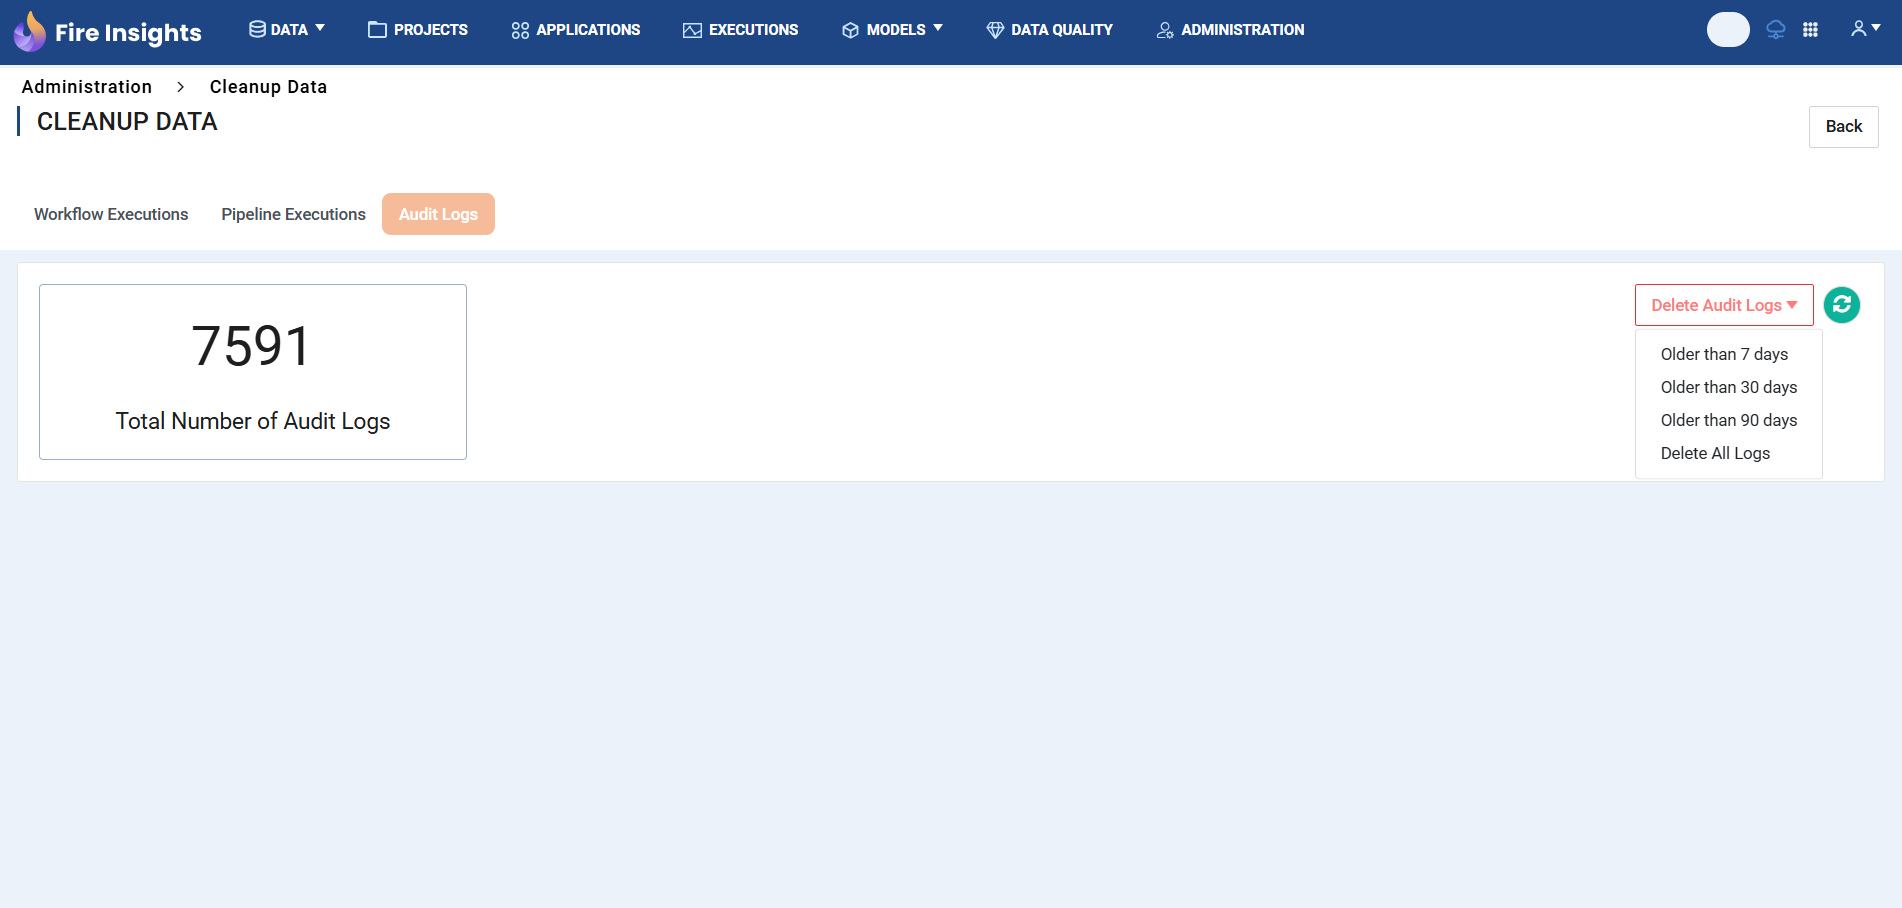 Fire Insights
DATA
PROJECTS
APPLICATIONS
EXECUTIONS
MODELS
DATA QUALITY
ADMINISTRATION
Administration > Cleanup Data
CLEANUP DATA
Back
Workflow Executions
Pipeline Executions
Audit Logs
7591
Total Number of Audit Logs
Delete Audit Logs
Older than 7 days
Older than 30 days
Older than 90 days
Delete All Logs